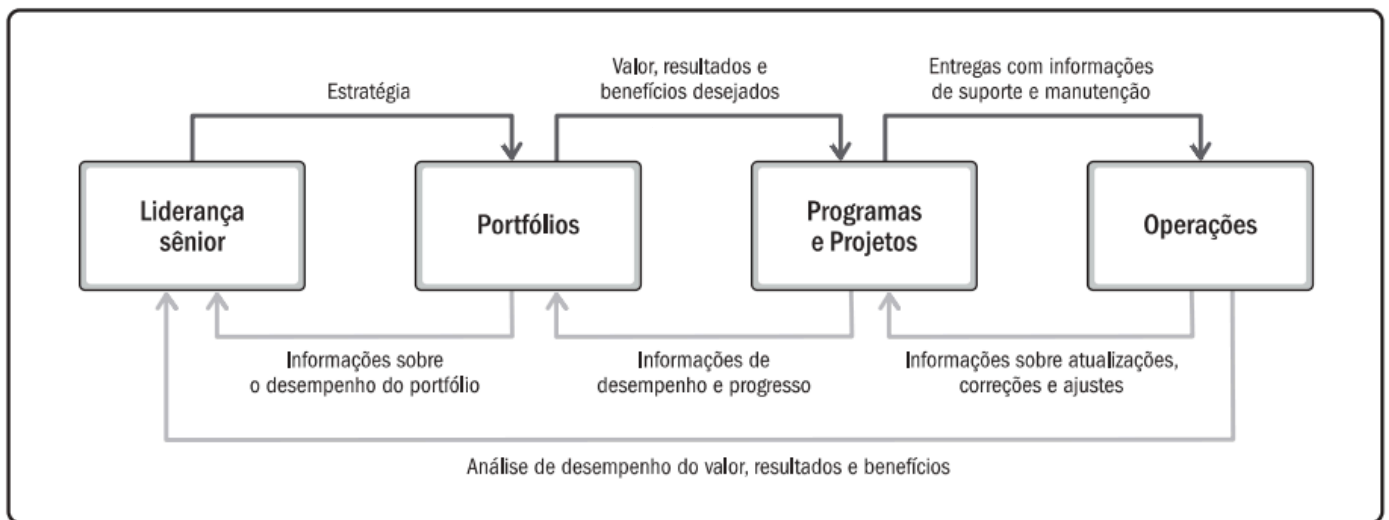 Estratégia
Valor, resultados e
benefícios desejados
Entregas com informações
de suporte e manutenção
Liderança
sênior
Portfólios
Programas
e Projetos
Operações
Informações sobre
o desempenho do portfólio
Informações de
desempenho e progresso
Informações sobre atualizações,
correções e ajustes
Análise de desempenho do valor, resultados e benefícios